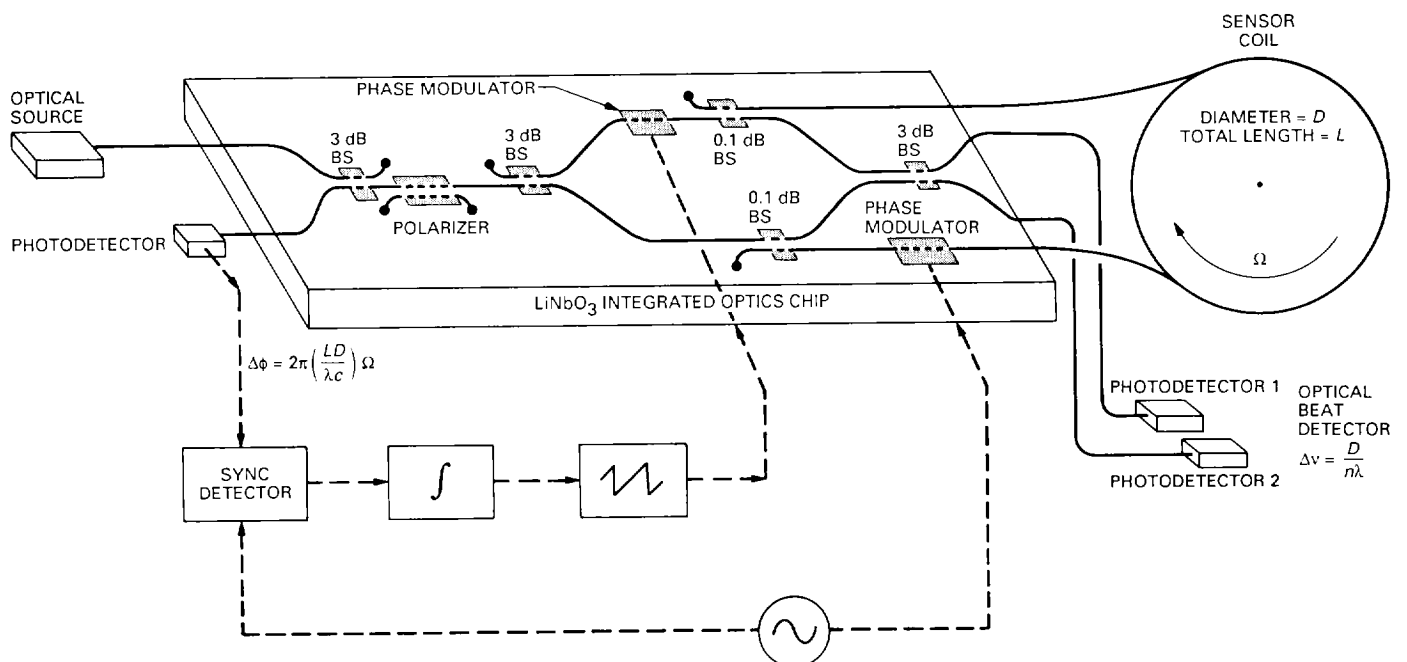 SENSOR
COIL
DIAMETER = D
TOTAL LENGTH = L
Ω
OPTICAL
SOURCE
PHASE MODULATOR
3 dB
BS
3 dB
BS
0.1 dB
BS
3 dB
BS
POLARIZER
0.1 dB
BS
PHASE
MODULATOR
PHOTODETECTOR
LiNbO3 INTEGRATED OPTICS CHIP
Δϕ = 2π(LD/λc) Ω
PHOTODETECTOR 1
PHOTODETECTOR 2
OPTICAL
BEAT
DETECTOR
Δν = D/nλ
SYNC
DETECTOR
∫